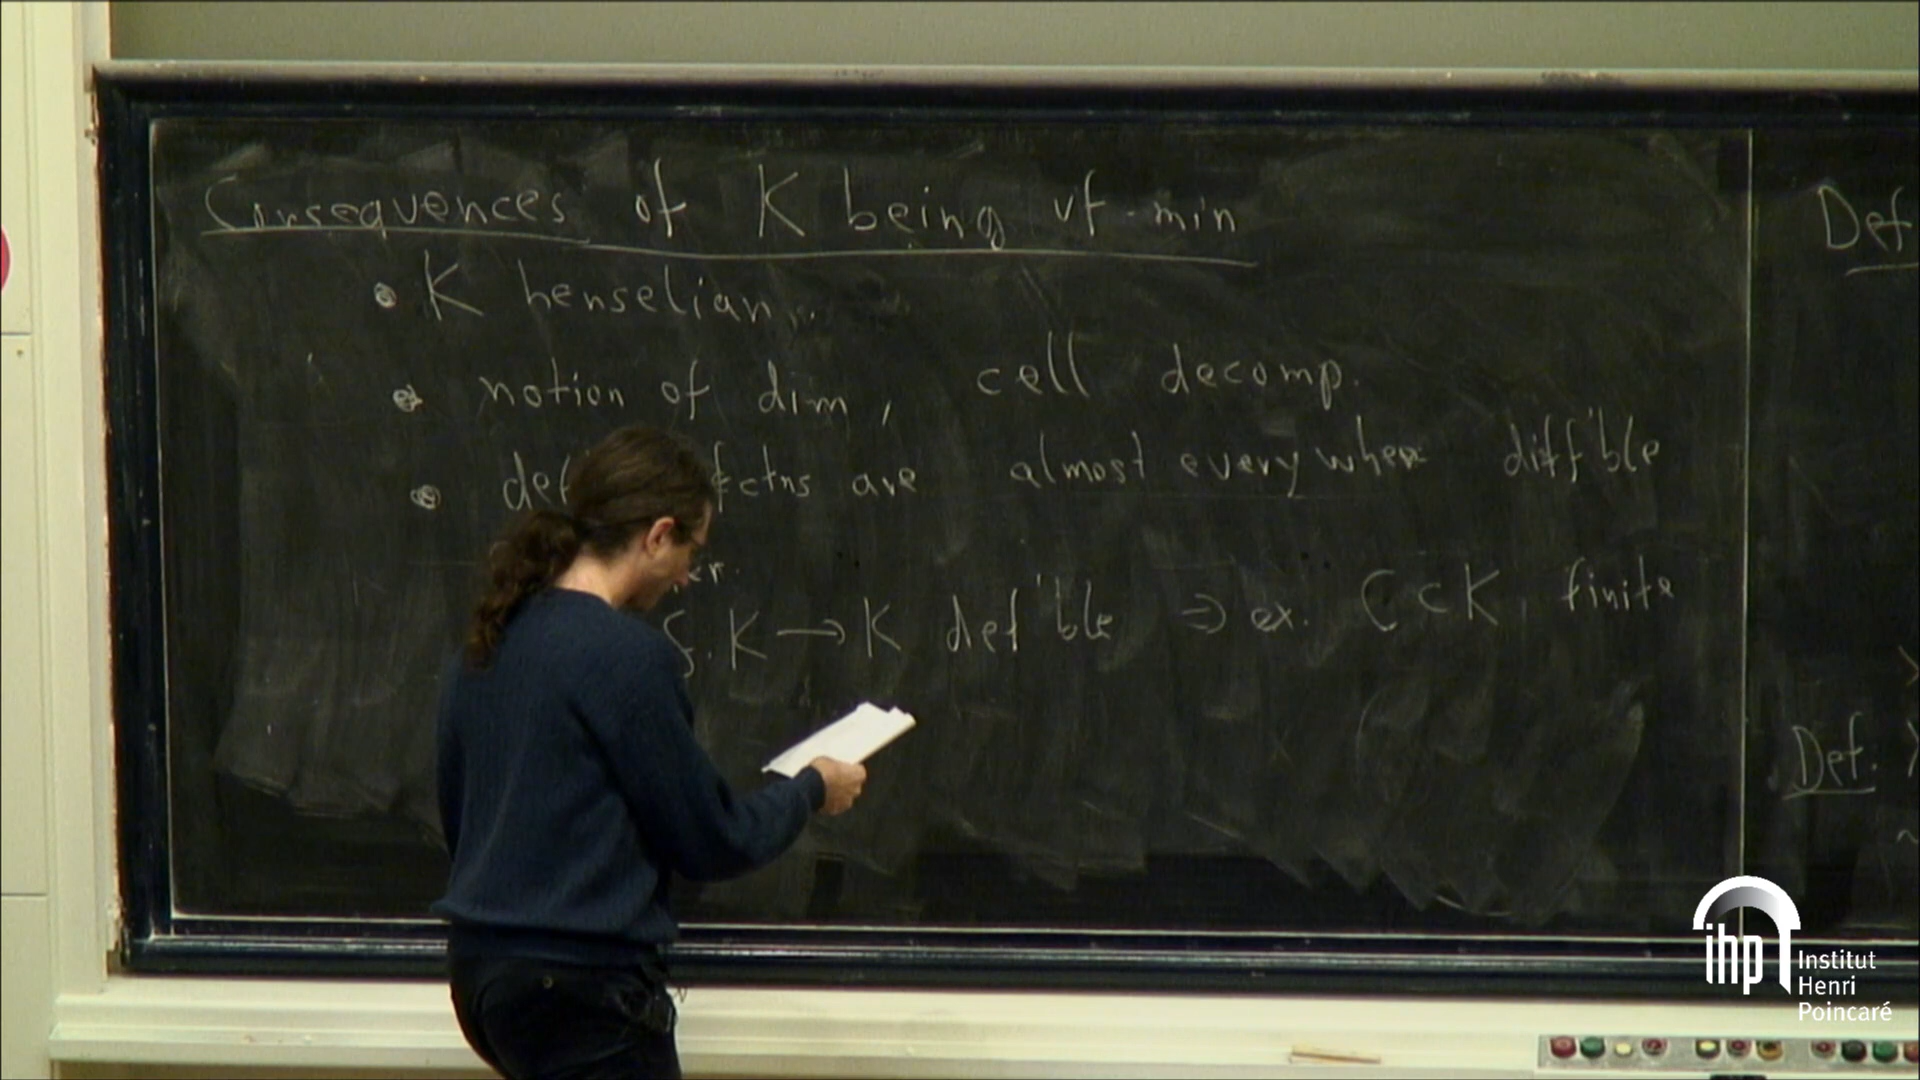 Consequences of K being vf-min
• K henselian
• notion of dim, cell decomp.
• def fctns are almost everywhere diff'ble
f: K → K def'ble ⇒ ex. C ⊂ K, finite
Def
Def:
ihp Institut
Henri
Poincaré